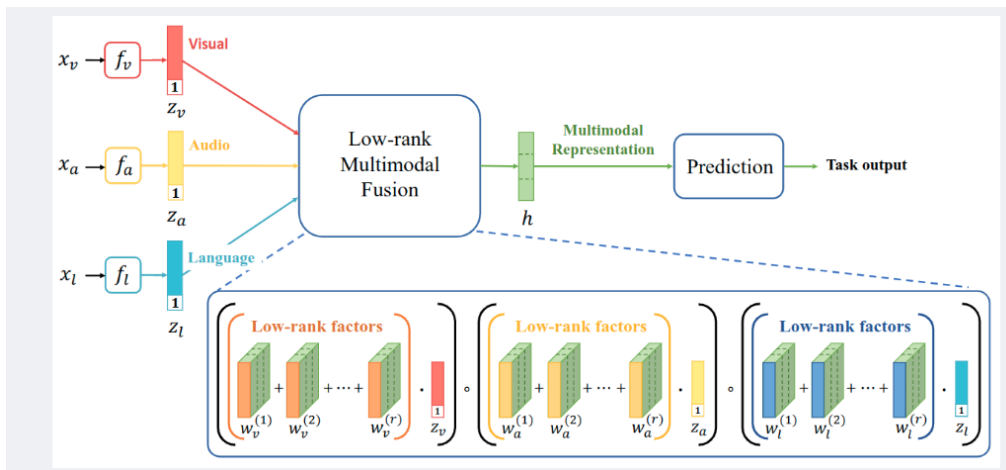 x_v f_v Visual
1
z_v
x_a f_a Audio
1
z_a
x_l f_l Language
1
z_l
Low-rank
Multimodal
Fusion
Multimodal
Representation
h
Prediction
Task output
Low-rank factors
+ + ⋯ + ·
w_v^(1) w_v^(2) w_v^(r) 1 z_v
∘
Low-rank factors
+ + ⋯ + ·
w_a^(1) w_a^(2) w_a^(r) 1 z_a
∘
Low-rank factors
+ + ⋯ + ·
w_l^(1) w_l^(2) w_l^(r) 1 z_l